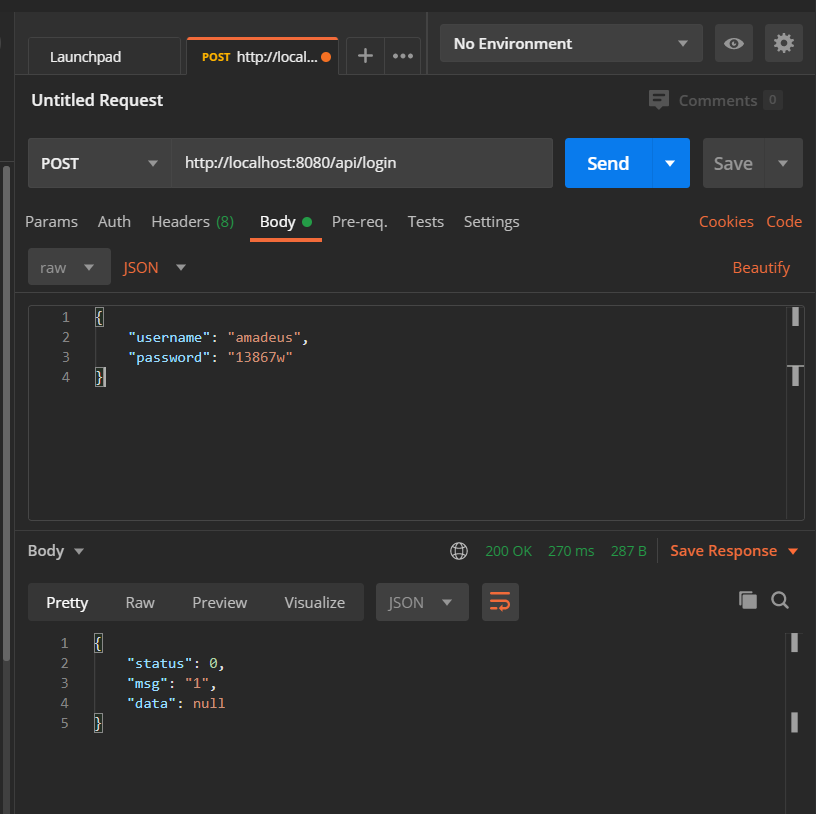 Launchpad
POST http://local...
No Environment
Untitled Request
Comments 0
POST
http://localhost:8080/api/login
Send
Save
Params Auth Headers (8) Body Pre-req. Tests Settings Cookies Code
raw JSON Beautify
1 {
2 "username": "amadeus",
3 "password": "13867w"
4 }
Body 200 OK 270 ms 287 B Save Response
Pretty Raw Preview Visualize JSON
1 {
2 "status": 0,
3 "msg": "1",
4 "data": null
5 }